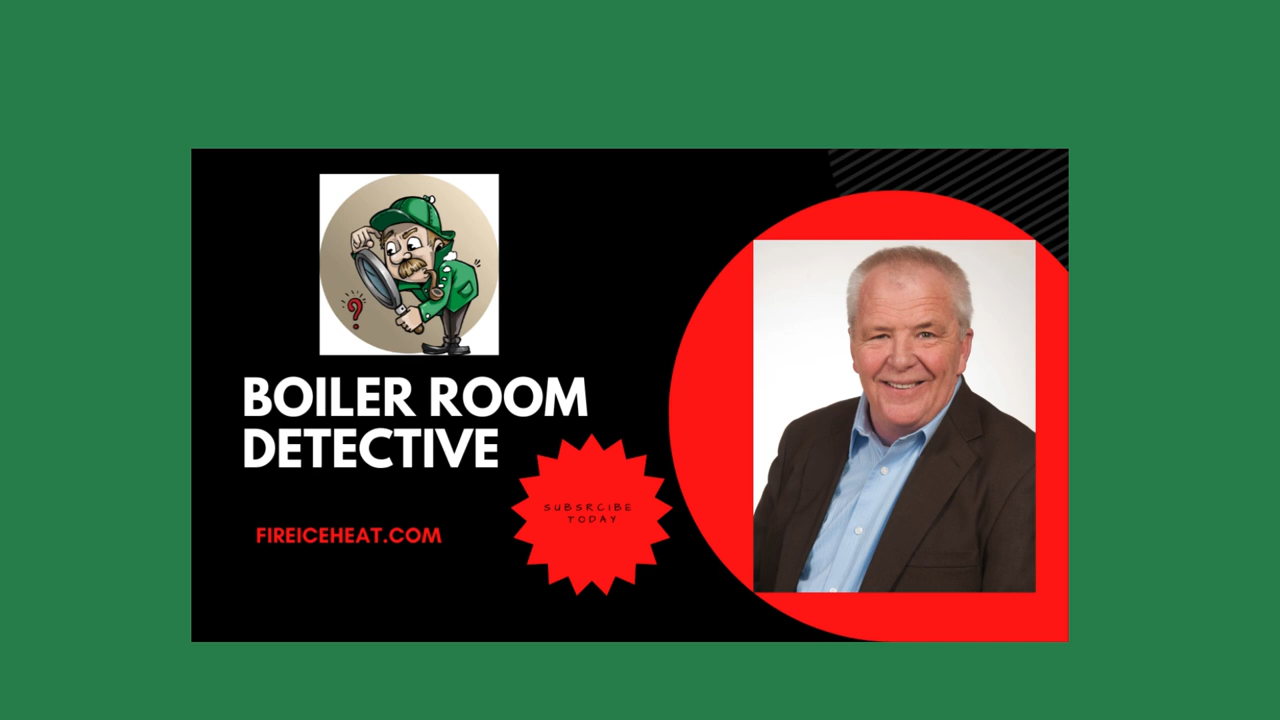 ?
BOILER ROOM
DETECTIVE
SUBSRCIBE
TODAY
FIREICEHEAT.COM